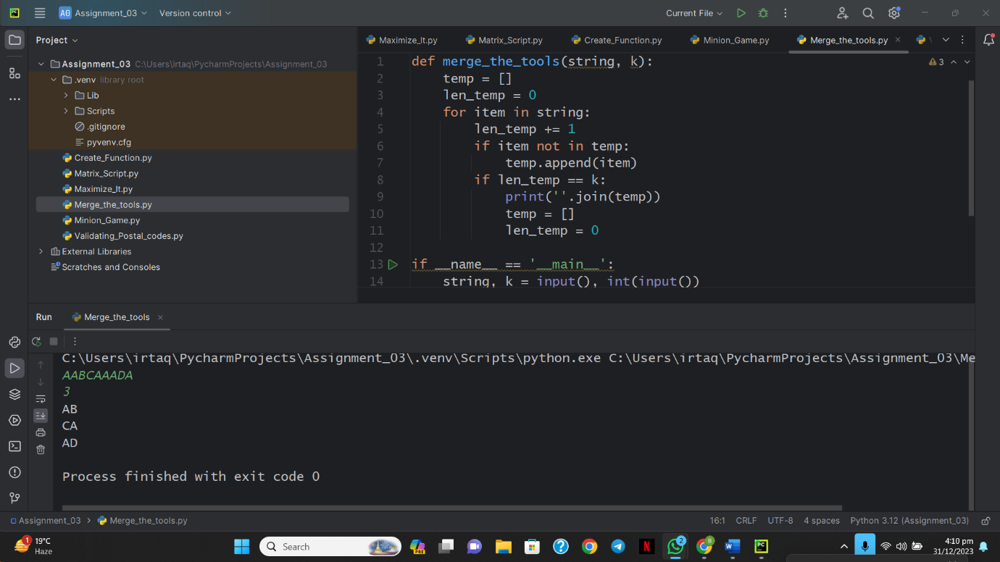 AO Assignment_03 Version control Current File
Project
Assignment_03 C:\Users\irtaq\PycharmProjects\Assignment_03
.venv library root
Lib
Scripts
.gitignore
pyvenv.cfg
Create_Function.py
Matrix_Script.py
Maximize_It.py
Merge_the_tools.py
Minion_Game.py
Validating_Postal_codes.py
External Libraries
Scratches and Consoles
Maximize_It.py Matrix_Script.py Create_Function.py Minion_Game.py Merge_the_tools.py
3
1 def merge_the_tools(string, k):
2 temp = []
3 len_temp = 0
4 for item in string:
5 len_temp += 1
6 if item not in temp:
7 temp.append(item)
8 if len_temp == k:
9 print(''.join(temp))
10 temp = []
11 len_temp = 0
12
13 if __name__ == '__main__':
14 string, k = input(), int(input())
Run Merge_the_tools
C:\Users\irtaq\PycharmProjects\Assignment_03\.venv\Scripts\python.exe C:\Users\irtaq\PycharmProjects\Assignment_03\Me
AABCAAADA
3
AB
CA
AD
Process finished with exit code 0
Assignment_03 Merge_the_tools.py
16:1 CRLF UTF-8 4 spaces Python 3.12 (Assignment_03)
1
19°C
Haze
Search
PRE
2
4:10 pm
31/12/2023